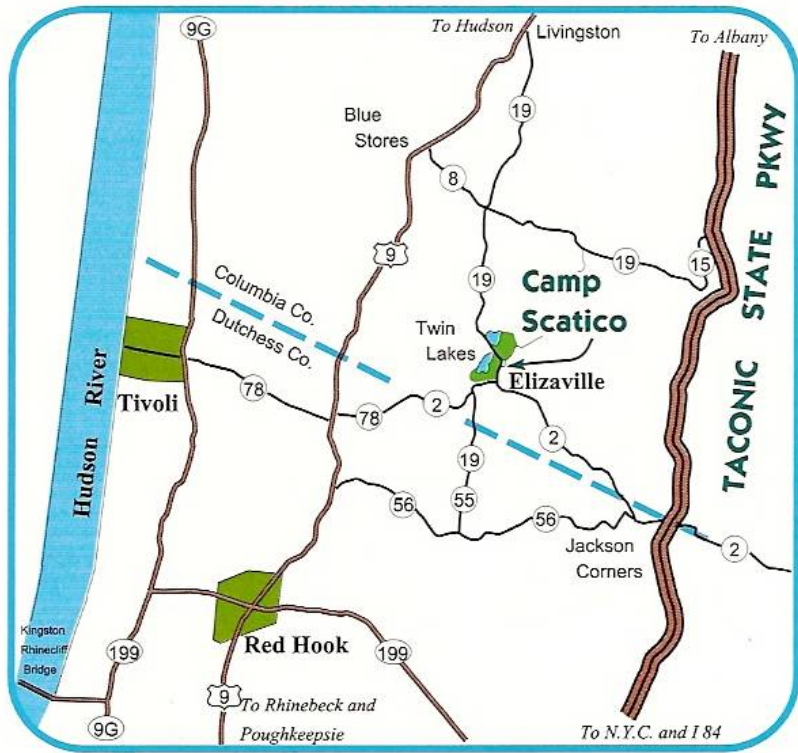 To Hudson
Livingston
To Albany
9G
19
Blue
Stores
8
9
19
19
15
TACONIC STATE PKWY
Columbia Co.
Dutchess Co.
Camp
Scatico
Twin
Lakes
Elizaville
Hudson River
Tivoli
78
78
2
2
19
55
56
56
Jackson
Corners
2
Kingston
Rhinecliff
Bridge
199
Red Hook
199
9G
9
To Rhinebeck and
Poughkeepsie
To N.Y.C. and I 84